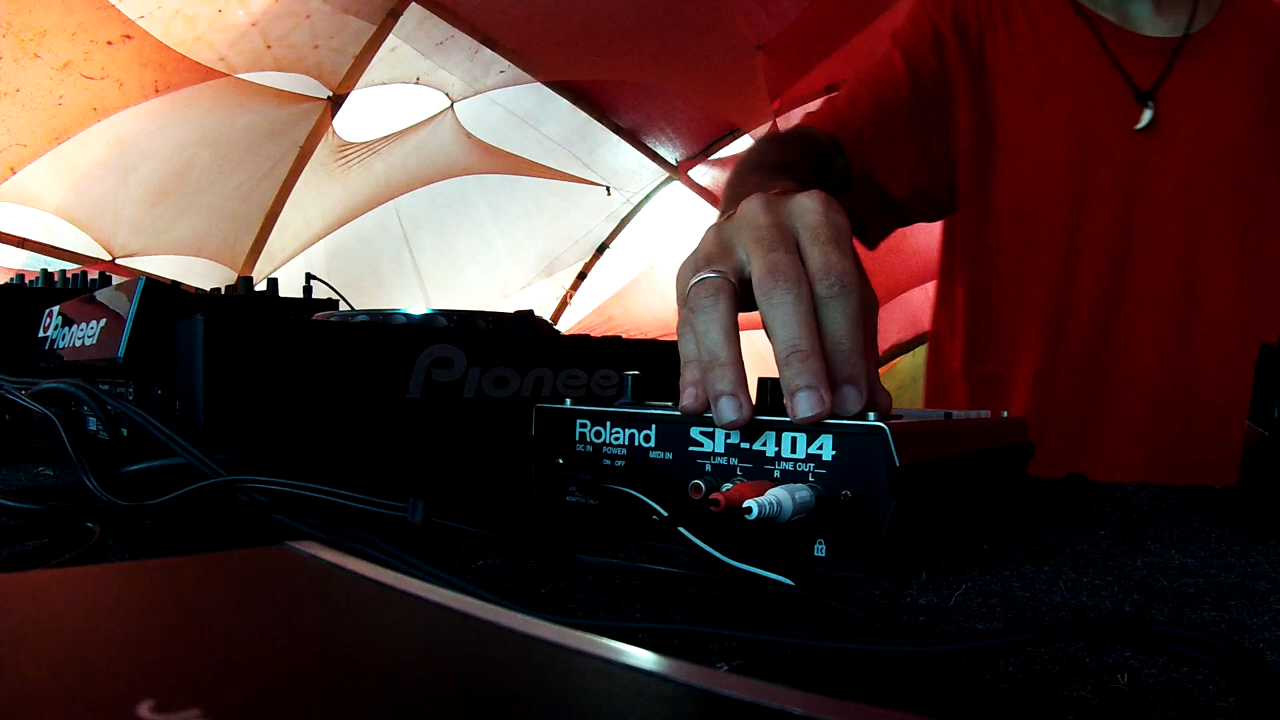 Pioneer
Pioneer
Roland SP-404
DC IN POWER MIDI IN LINE IN LINE OUT
ON OFF R L R L